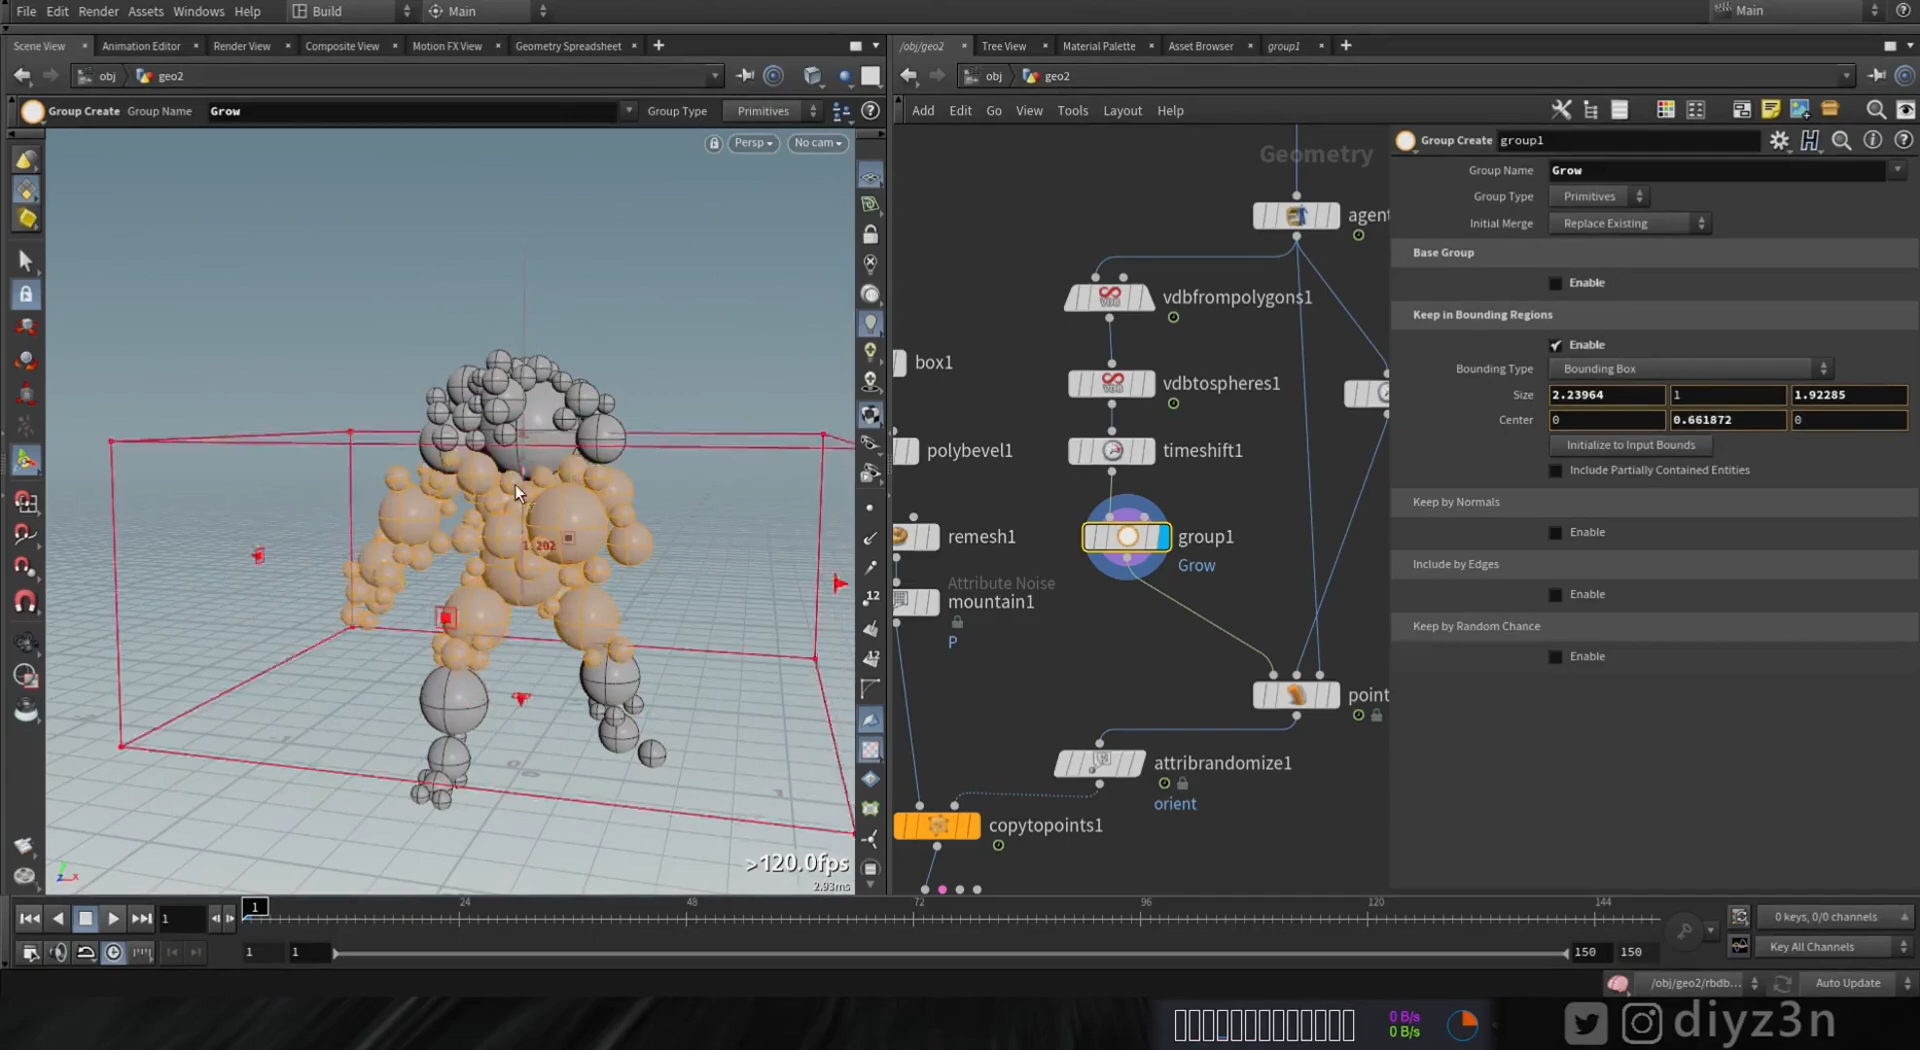 File Edit Render Assets Windows Help Build Main Main
Scene View Animation Editor Render View Composite View Motion FX View Geometry Spreadsheet
/obj/geo2 Tree View Material Palette Asset Browser group1
obj geo2
obj geo2
Group Create Group Name Grow Group Type Primitives
Add Edit Go View Tools Layout Help
Persp No cam
Geometry
Group Create group1
Group Name Grow
Group Type Primitives
Initial Merge Replace Existing
Base Group
Enable
Keep in Bounding Regions
Enable
Bounding Type Bounding Box
Size 2.23964 1 1.92285
Center 0 0.661872 0
Initialize to Input Bounds
Include Partially Contained Entities
Keep by Normals
Enable
Include by Edges
Enable
Keep by Random Chance
Enable
agent
vdbfrompolygons1
box1
vdbtospheres1
polybevel1
timeshift1
remesh1
group1
Grow
Attribute Noise
mountain1
P
point
attribrandomize1
orient
copytopoints1
12
12
>120.0fps
2.93ms
1 1 24 48 72 96 120 144
1 1 150 150
0 keys, 0/0 channels
Key All Channels
/obj/geo2/rbdb... Auto Update
0 B/s
0 B/s
diyz3n